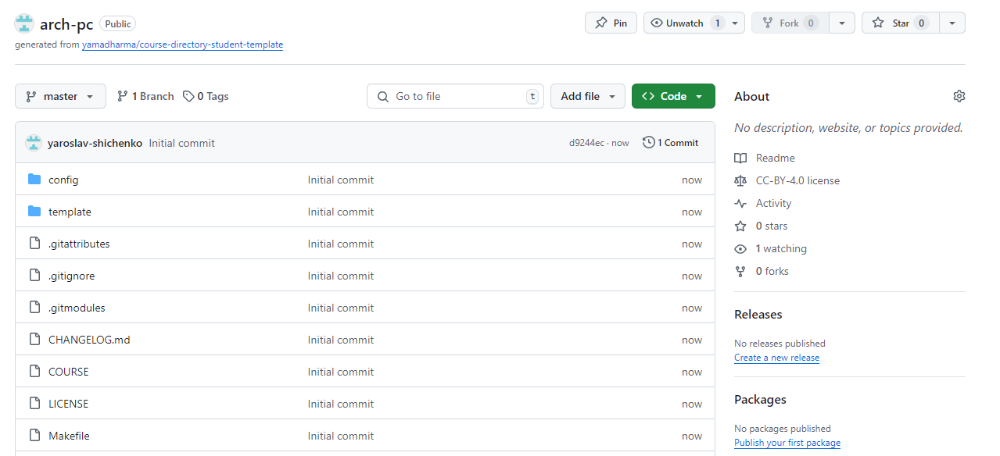 arch-pc Public
Pin Unwatch 1 Fork 0 Star 0
generated from yamadharma/course-directory-student-template
master 1 Branch 0 Tags Go to file t Add file Code
yaroslav-shichenko Initial commit d9244ec · now 1 Commit
config Initial commit now
template Initial commit now
.gitattributes Initial commit now
.gitignore Initial commit now
.gitmodules Initial commit now
CHANGELOG.md Initial commit now
COURSE Initial commit now
LICENSE Initial commit now
Makefile Initial commit now
About
No description, website, or topics provided.
Readme
CC-BY-4.0 license
Activity
0 stars
1 watching
0 forks
Releases
No releases published
Create a new release
Packages
No packages published
Publish your first package